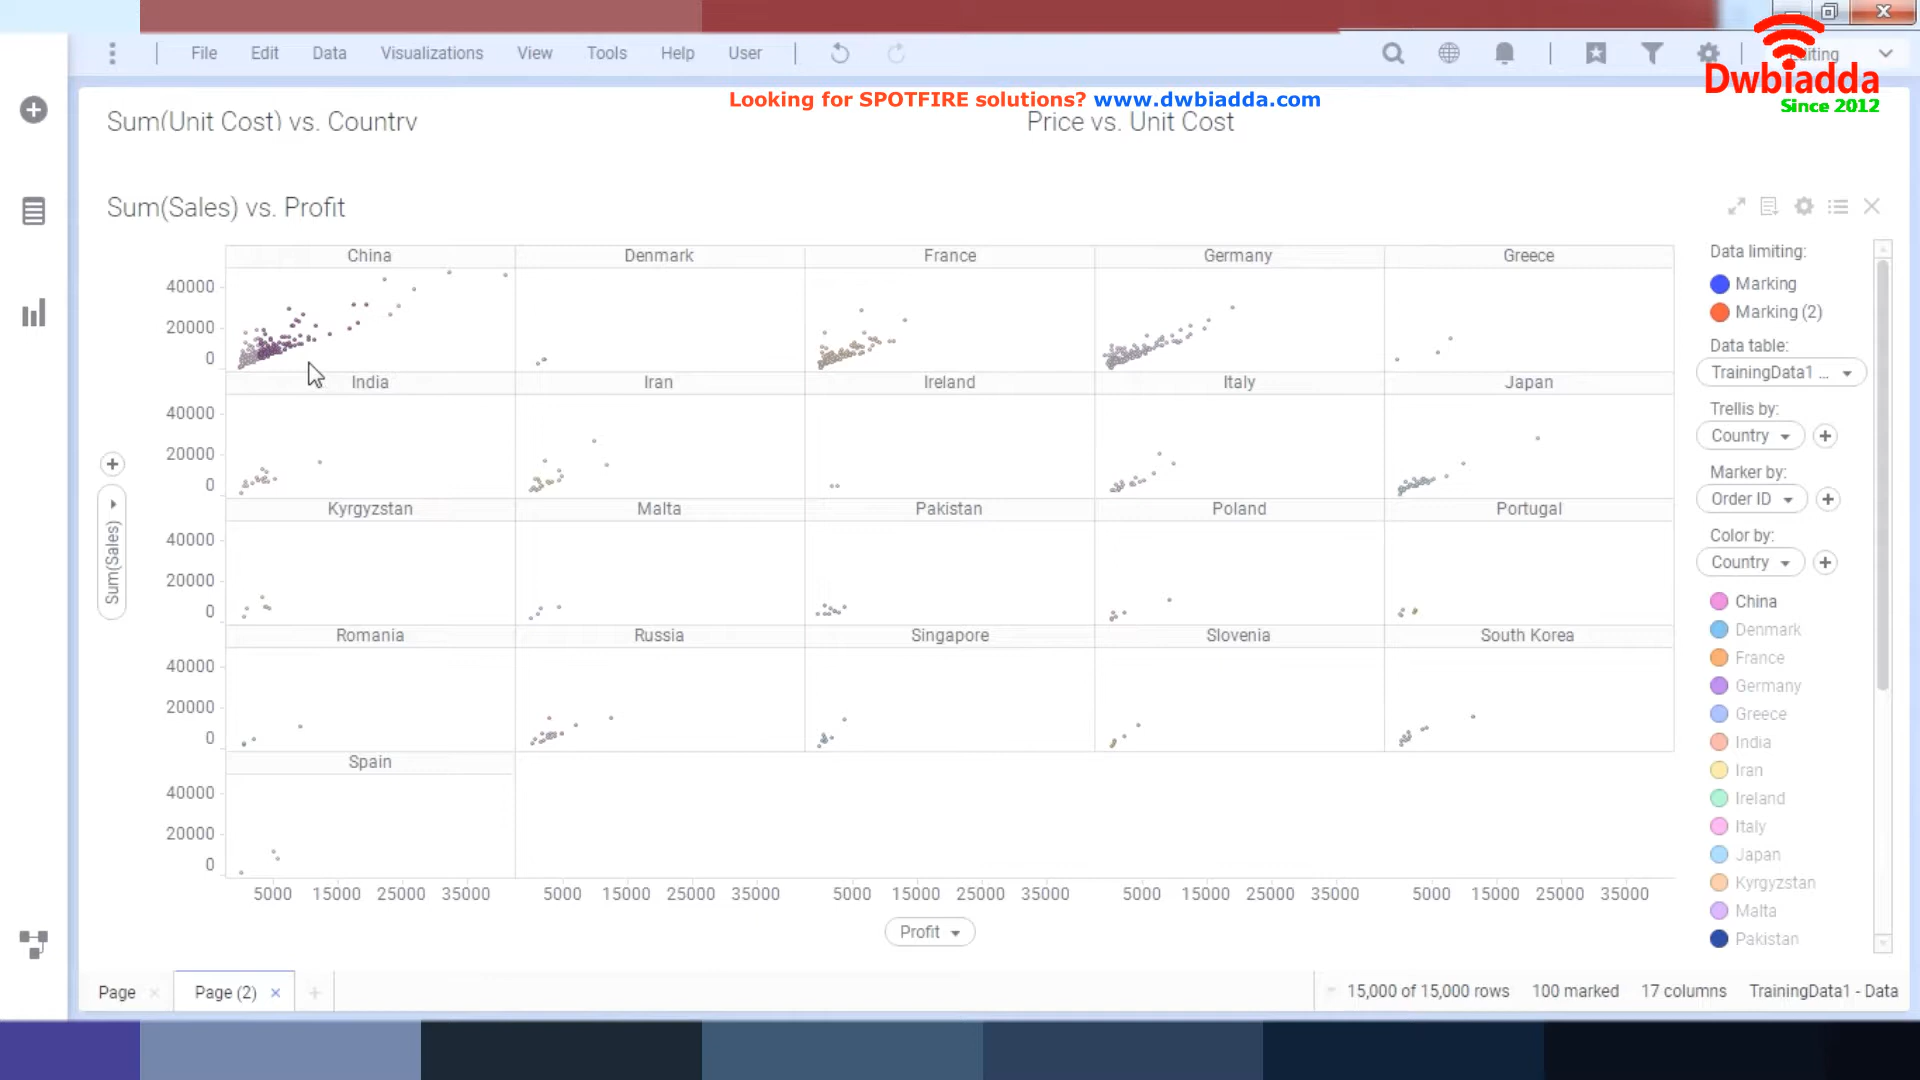 File Edit Data Visualizations View Tools Help User
Dwbiadda
Since 2012
Looking for SPOTFIRE solutions? www.dwbiadda.com
Sum(Unit Cost) vs. Country
Price vs. Unit Cost
Sum(Sales) vs. Profit
China Denmark France Germany Greece
40000
20000
0
India Iran Ireland Italy Japan
40000
20000
0
Kyrgyzstan Malta Pakistan Poland Portugal
40000
20000
0
Romania Russia Singapore Slovenia South Korea
40000
20000
0
Spain
40000
20000
0
5000 15000 25000 35000 5000 15000 25000 35000 5000 15000 25000 35000 5000 15000 25000 35000 5000 15000 25000 35000
Sum(Sales)
Profit
Data limiting:
Marking
Marking (2)
Data table:
TrainingData1 ...
Trellis by:
Country
Marker by:
Order ID
Color by:
Country
China
Denmark
France
Germany
Greece
India
Iran
Ireland
Italy
Japan
Kyrgyzstan
Malta
Pakistan
Page Page (2)
15,000 of 15,000 rows 100 marked 17 columns TrainingData1 - Data